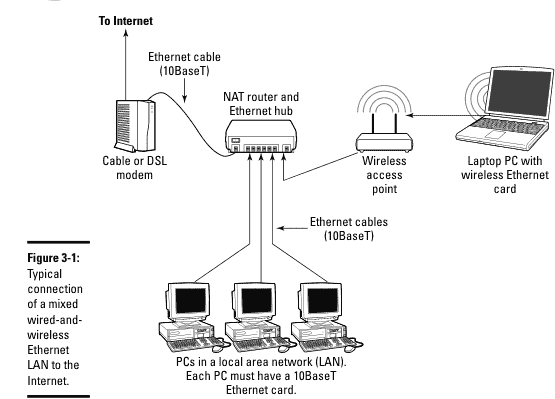 To Internet
Ethernet cable
(10BaseT)
NAT router and
Ethernet hub
Cable or DSL
modem
Wireless
access
point
Laptop PC with
wireless Ethernet
card
Ethernet cables
(10BaseT)
Figure 3-1:
Typical
connection
of a mixed
wired-and-
wireless
Ethernet
LAN to the
Internet.
PCs in a local area network (LAN).
Each PC must have a 10BaseT
Ethernet card.